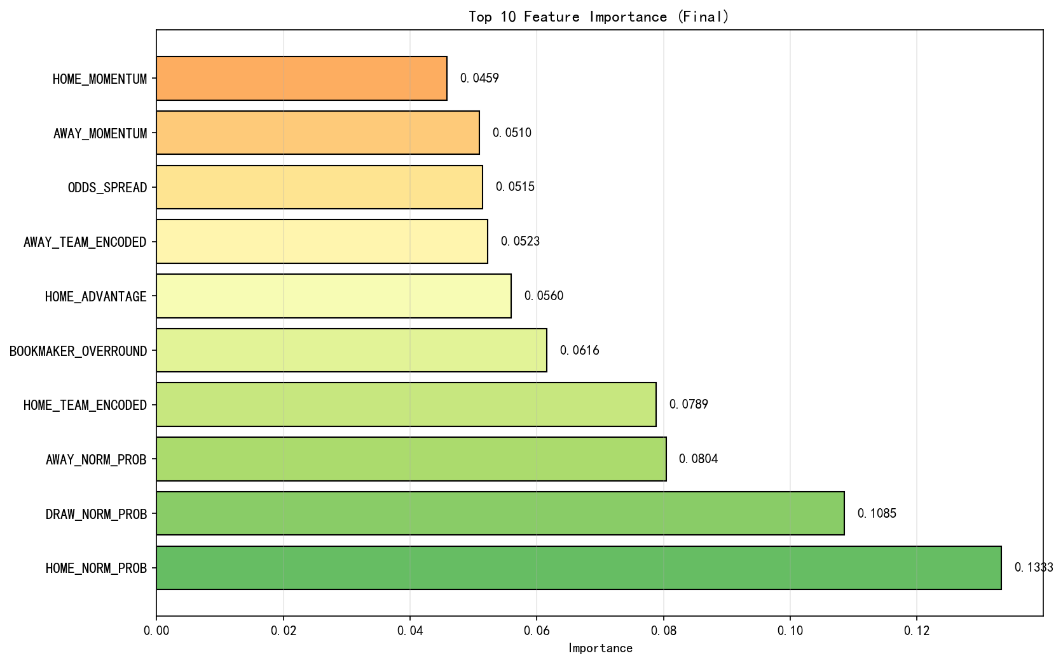 Top 10 Feature Importance (Final)
HOME_MOMENTUM 0.0459
AWAY_MOMENTUM 0.0510
ODDS_SPREAD 0.0515
AWAY_TEAM_ENCODED 0.0523
HOME_ADVANTAGE 0.0560
BOOKMAKER_OVERROUND 0.0616
HOME_TEAM_ENCODED 0.0789
AWAY_NORM_PROB 0.0804
DRAW_NORM_PROB 0.1085
HOME_NORM_PROB 0.1333
0.00 0.02 0.04 0.06 0.08 0.10 0.12
Importance